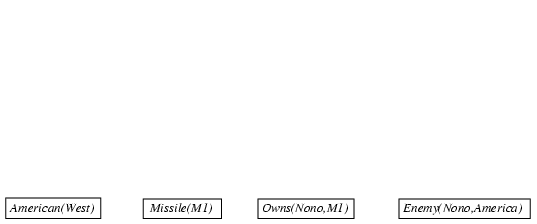 American(West)
Missile(M1)
Owns(Nono,M1)
Enemy(Nono,America)